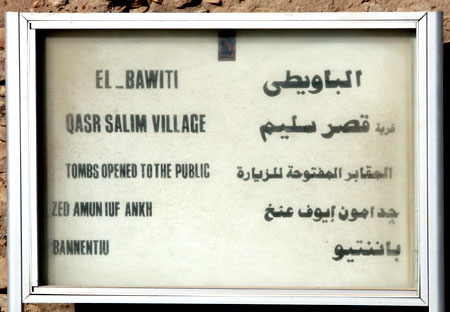 EL_BAWITI الباويطى
QASR SALIM VILLAGE قرية قصر سليم
TOMBS OPENED TO THE PUBLIC المقابر المفتوحة للزيارة
ZED AMUN IUF ANKH جد امون إيوف عنخ
BANNENTIU باننتيو